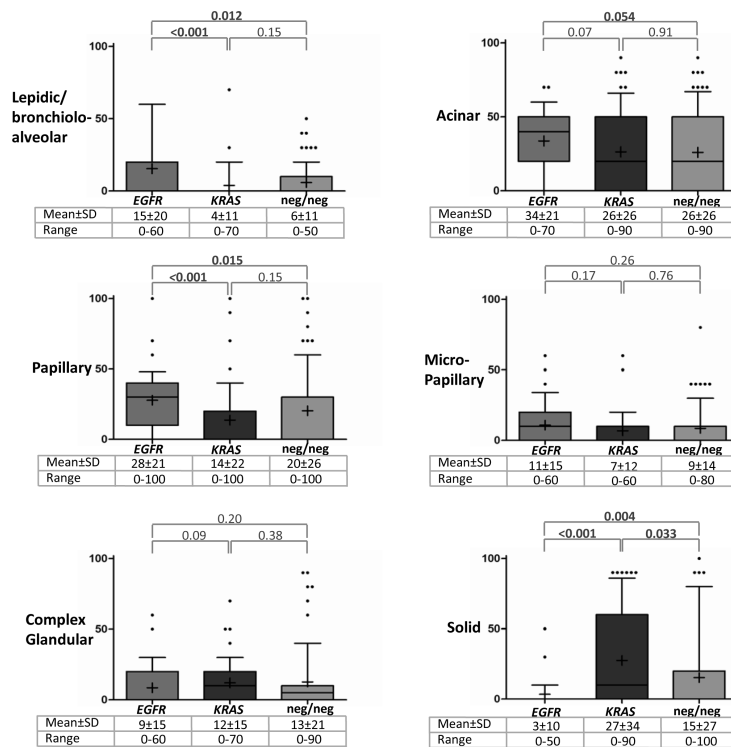 0.012
<0.001 0.15
100
50
0
Lepidic/
bronchiolo-
alveolar
EGFR KRAS neg/neg
Mean±SD 15±20 4±11 6±11
Range 0-60 0-70 0-50
0.054
0.07 0.91
100
50
0
Acinar
EGFR KRAS neg/neg
Mean±SD 34±21 26±26 26±26
Range 0-70 0-90 0-90
0.015
<0.001 0.15
100
50
0
Papillary
EGFR KRAS neg/neg
Mean±SD 28±21 14±22 20±26
Range 0-100 0-100 0-100
0.26
0.17 0.76
100
50
0
Micro-
Papillary
EGFR KRAS neg/neg
Mean±SD 11±15 7±12 9±14
Range 0-60 0-60 0-80
0.20
0.09 0.38
100
50
0
Complex
Glandular
EGFR KRAS neg/neg
Mean±SD 9±15 12±15 13±21
Range 0-60 0-70 0-90
0.004
<0.001 0.033
100
50
0
Solid
EGFR KRAS neg/neg
Mean±SD 3±10 27±34 15±27
Range 0-50 0-90 0-100